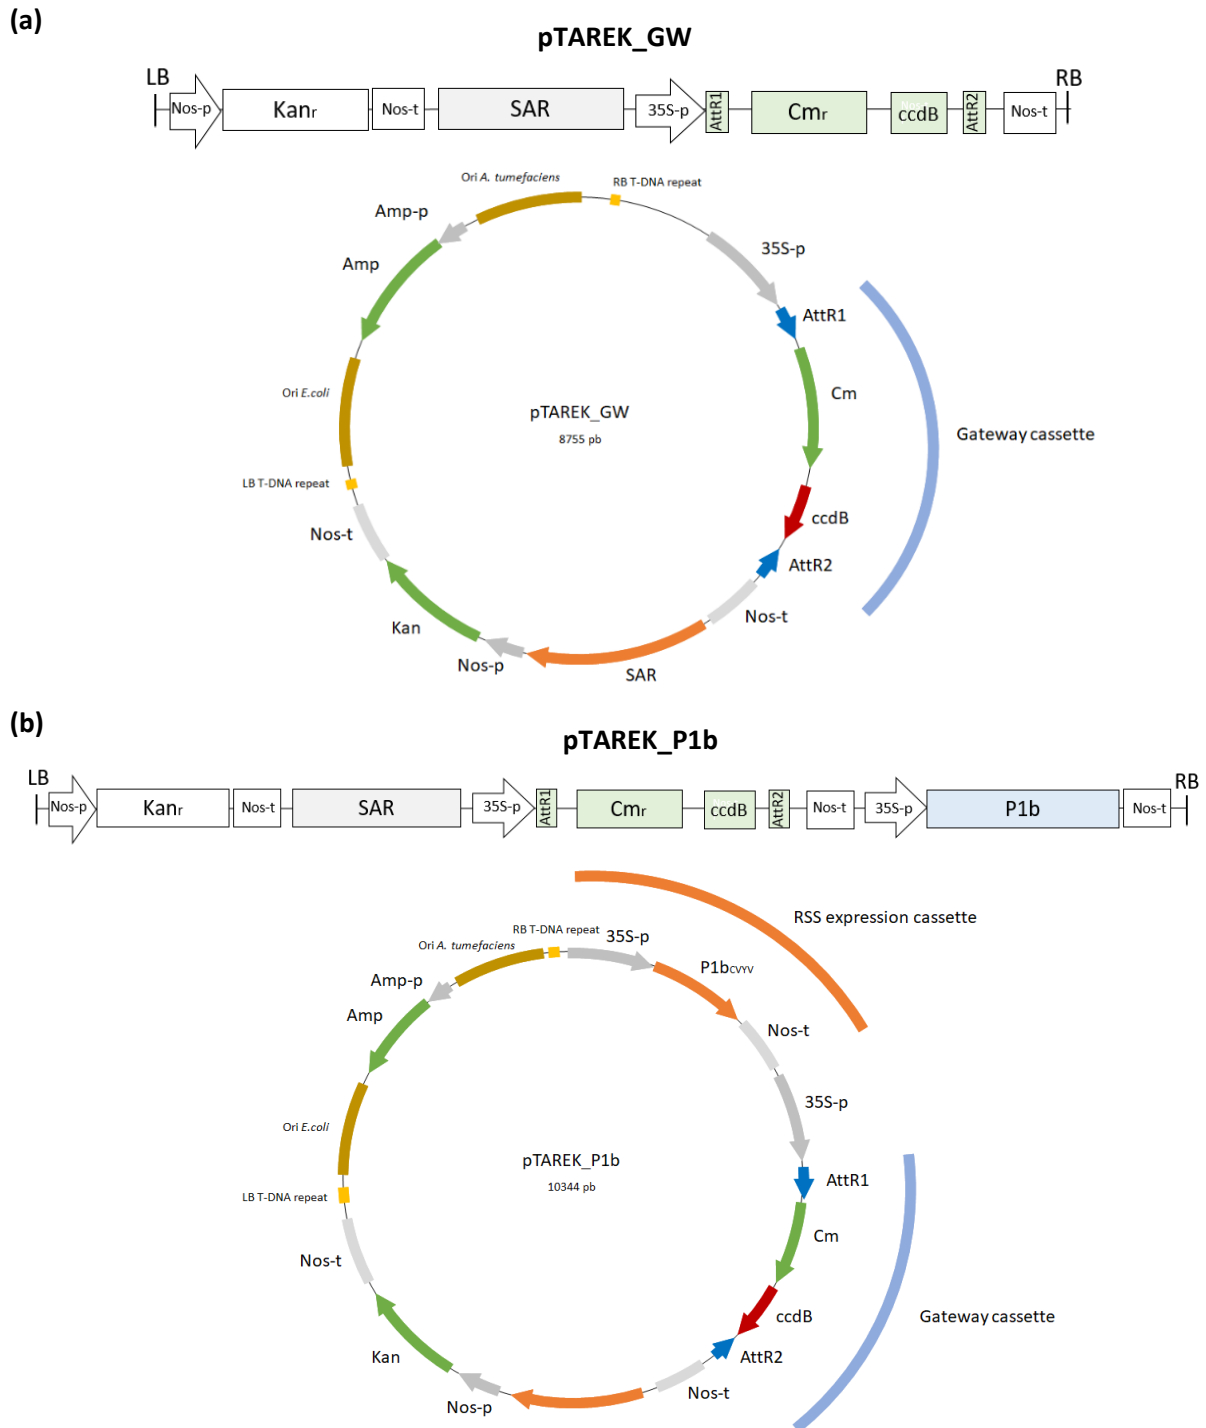 (a)
pTAREK_GW
LB
RB
Nos-p
Kanr
Nos-t
SAR
35S-p
AttR1
Cmr
ccdB
AttR2
Nos-t
Ori A. tumefaciens
RB T-DNA repeat
Amp-p
35S-p
Amp
AttR1
Ori E.coli
Cm
pTAREK_GW
8755 pb
Gateway cassette
LB T-DNA repeat
ccdB
Nos-t
AttR2
Nos-t
Kan
Nos-p
SAR
(b)
pTAREK_P1b
LB
RB
Nos-p
Kanr
Nos-t
SAR
35S-p
AttR1
Cmr
ccdB
AttR2
Nos-t
35S-p
P1b
Nos-t
RSS expression cassette
RB T-DNA repeat
35S-p
Ori A. tumefaciens
P1bCVYV
Amp-p
Amp
Nos-t
35S-p
Ori E.coli
pTAREK_P1b
10344 pb
AttR1
LB T-DNA repeat
Cm
Nos-t
ccdB
Gateway cassette
Kan
AttR2
Nos-t
Nos-p